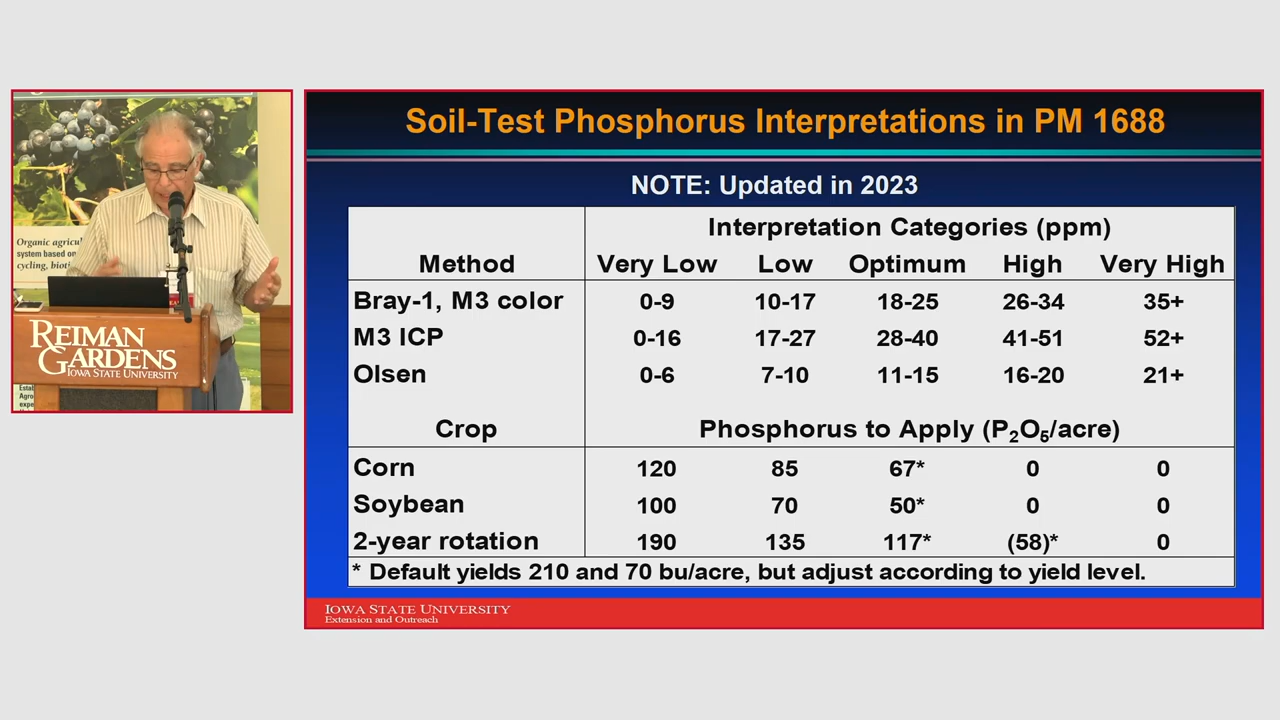 Organic agricul
system based on
cycling, bioti
REIMAN
GARDENS
IOWA STATE UNIVERSITY
Estab
Agro
expe
Soil-Test Phosphorus Interpretations in PM 1688
NOTE: Updated in 2023
Interpretation Categories (ppm)
Method Very Low Low Optimum High Very High
Bray-1, M3 color 0-9 10-17 18-25 26-34 35+
M3 ICP 0-16 17-27 28-40 41-51 52+
Olsen 0-6 7-10 11-15 16-20 21+
Crop Phosphorus to Apply (P₂O₅/acre)
Corn 120 85 67* 0 0
Soybean 100 70 50* 0 0
2-year rotation 190 135 117* (58)* 0
* Default yields 210 and 70 bu/acre, but adjust according to yield level.
IOWA STATE UNIVERSITY
Extension and Outreach